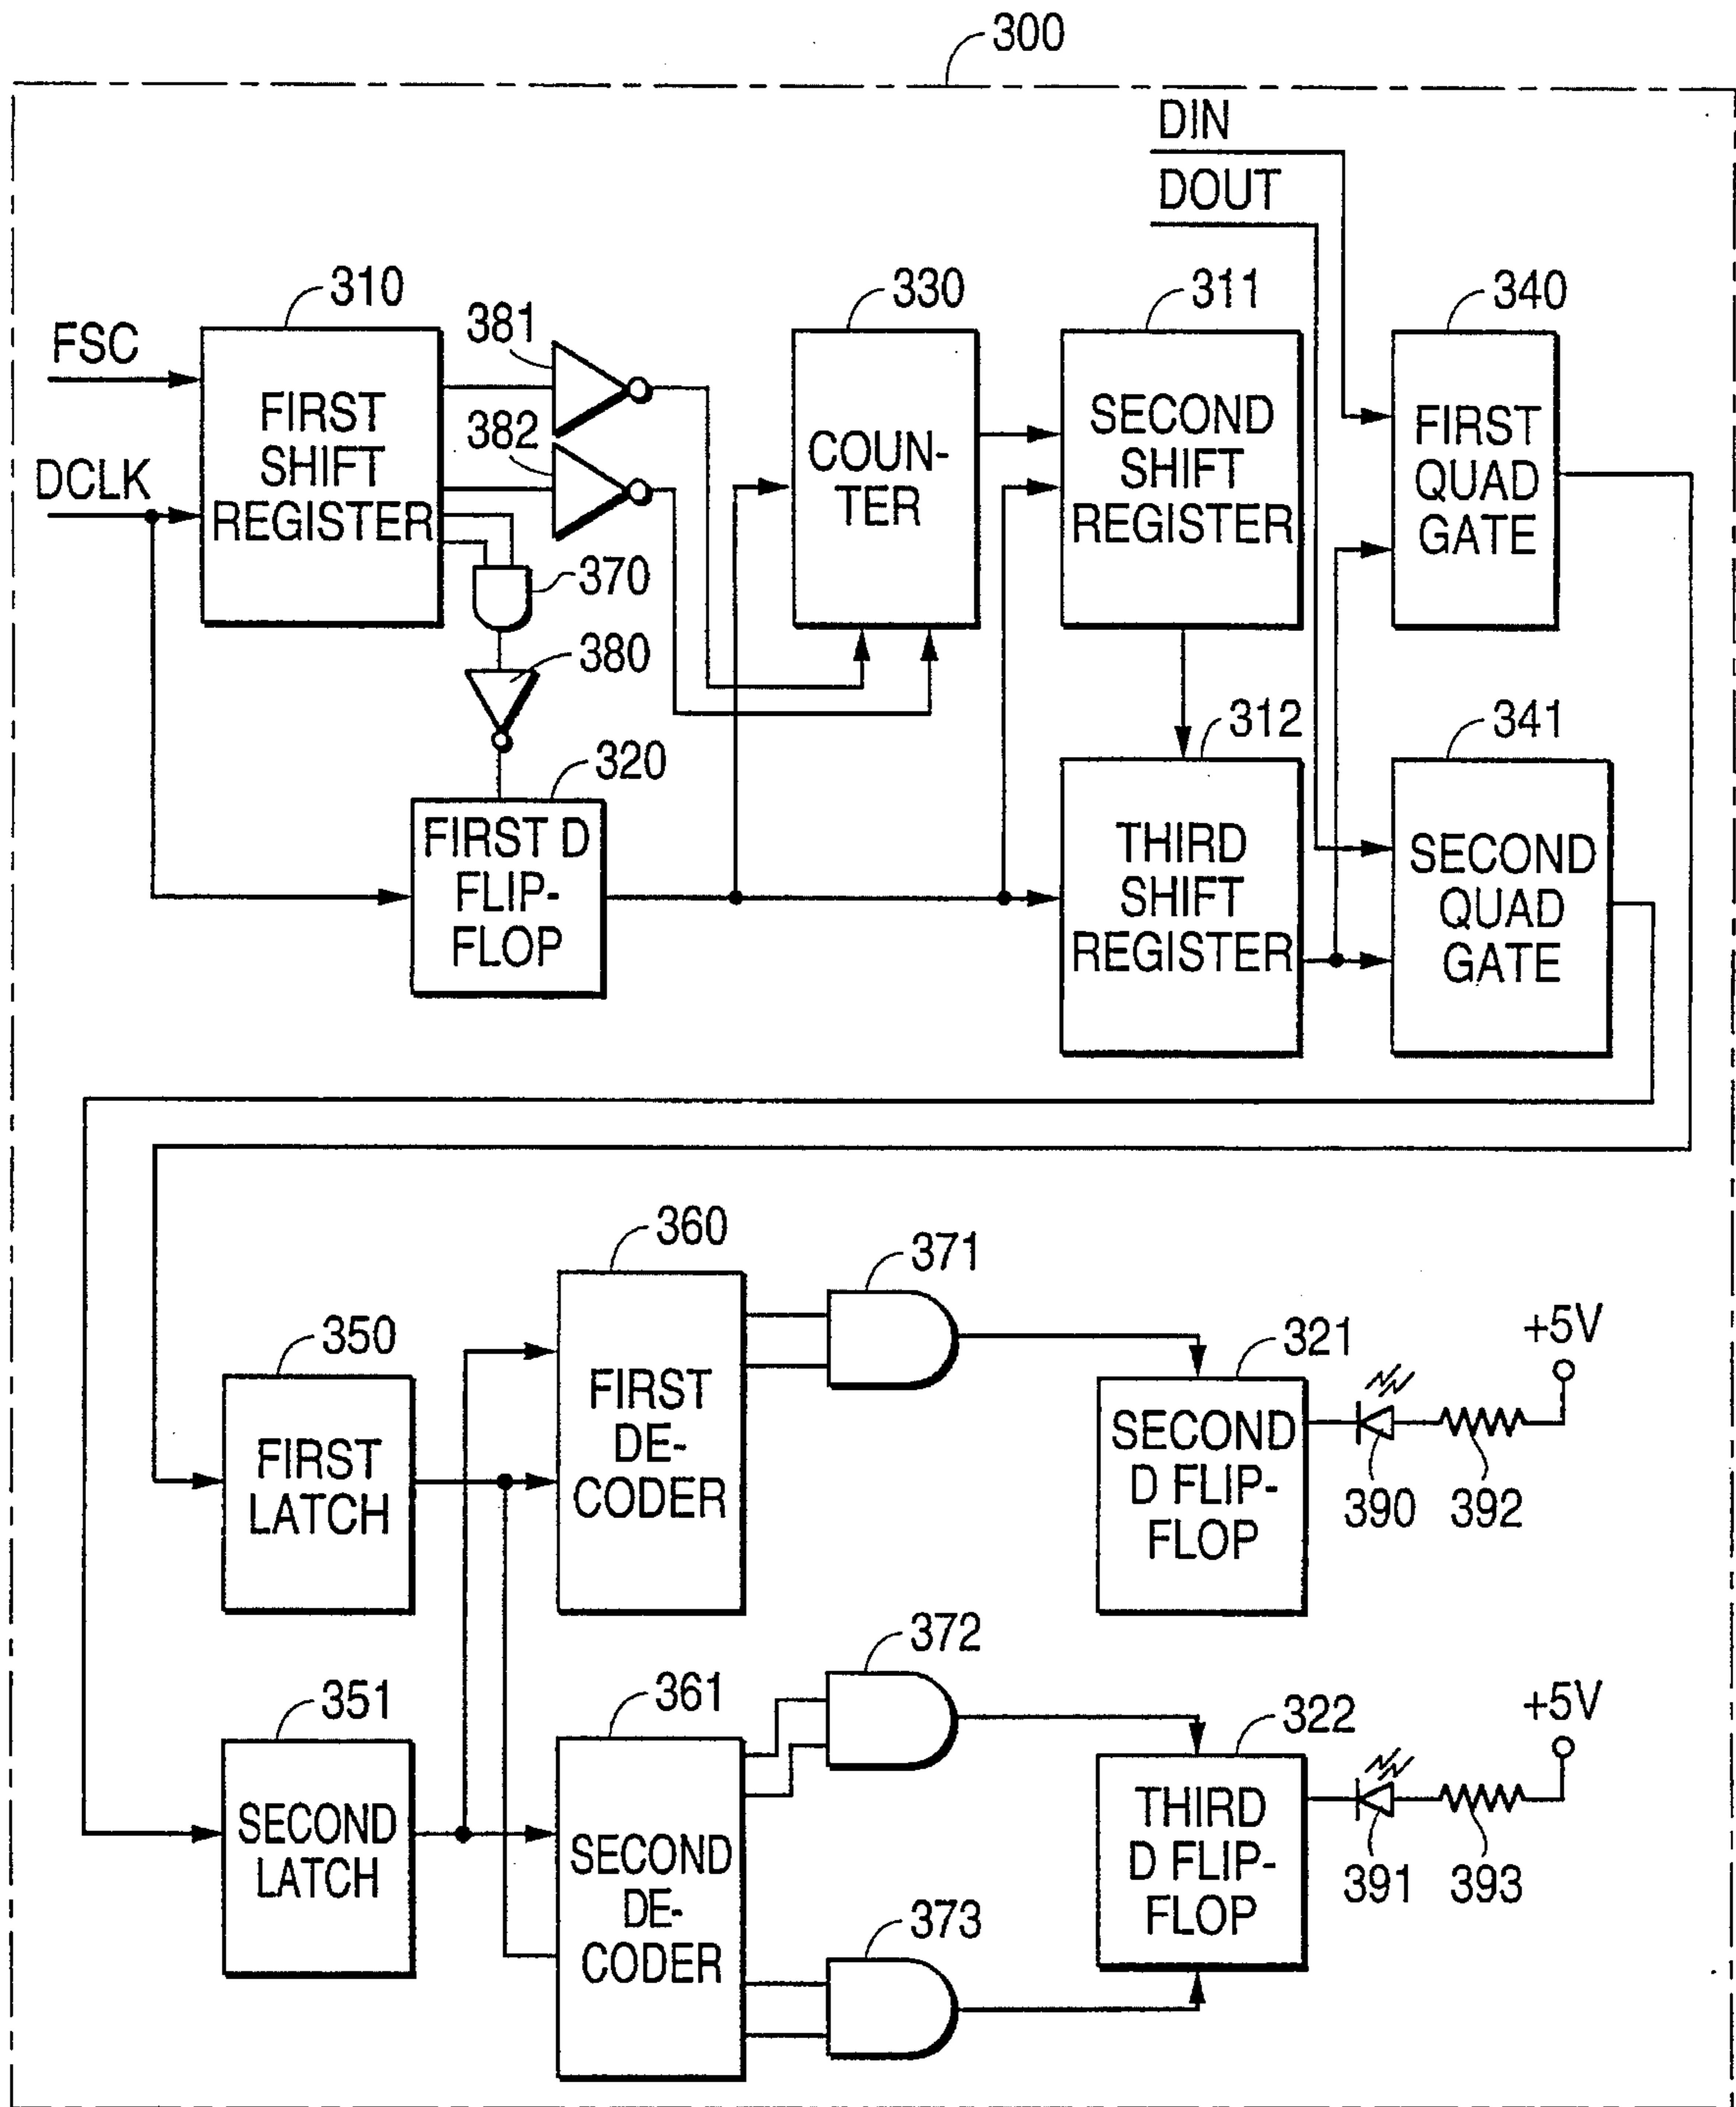 300
DIN
DOUT
310
381
382
330
311
340
FSC
DCLK
FIRST
SHIFT
REGISTER
COUN-
TER
SECOND
SHIFT
REGISTER
FIRST
QUAD
GATE
370
380
320
312
341
FIRST D
FLIP-
FLOP
THIRD
SHIFT
REGISTER
SECOND
QUAD
GATE
360
371
350
321
+5V
FIRST
LATCH
FIRST
DE-
CODER
SECOND
D FLIP-
FLOP
390
392
351
361
372
322
+5V
SECOND
LATCH
SECOND
DE-
CODER
THIRD
D FLIP-
FLOP
391
393
373